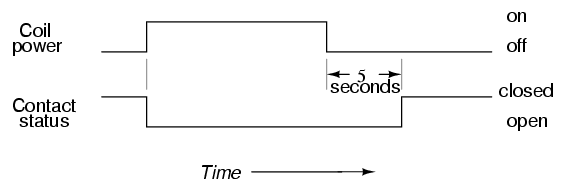 Coil
power
on
off
5
seconds
Contact
status
closed
open
Time